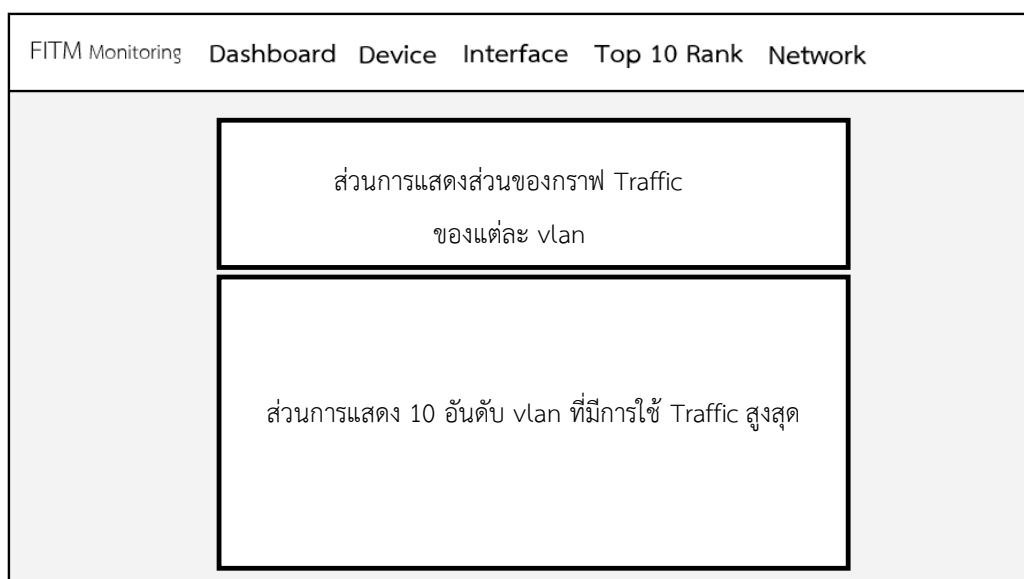 FITM Monitoring Dashboard Device Interface Top 10 Rank Network
ส่วนการแสดงส่วนของกราฟ Traffic
ของแต่ละ vlan
ส่วนการแสดง 10 อันดับ vlan ที่มีการใช้ Traffic สูงสุด